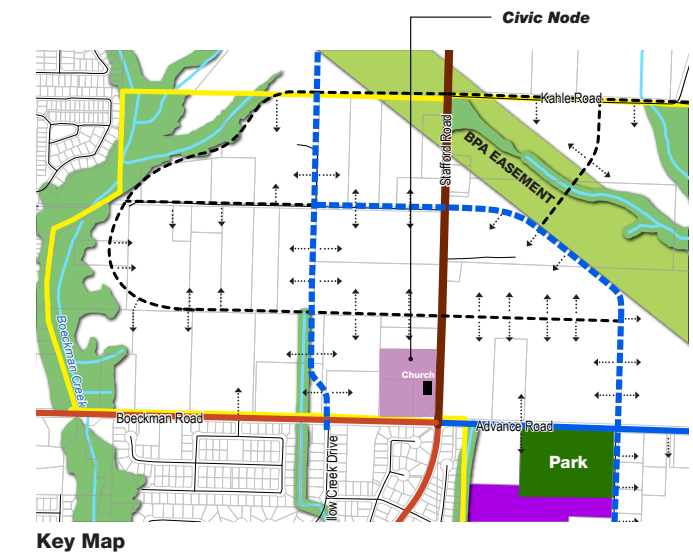 Civic Node
Kahle Road
Stafford Road
BPA EASEMENT
Boeckman Creek
Church
Boeckman Road
Advance Road
llow Creek Drive
Park
Key Map